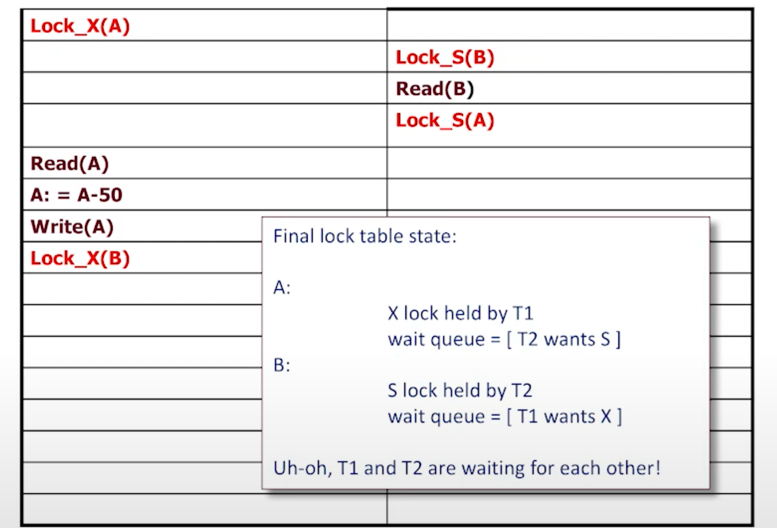 Lock_X(A)
Lock_S(B)
Read(B)
Lock_S(A)
Read(A)
A: = A-50
Write(A)
Lock_X(B)
Final lock table state:
A:
X lock held by T1
wait queue = [ T2 wants S ]
B:
S lock held by T2
wait queue = [ T1 wants X ]
Uh-oh, T1 and T2 are waiting for each other!